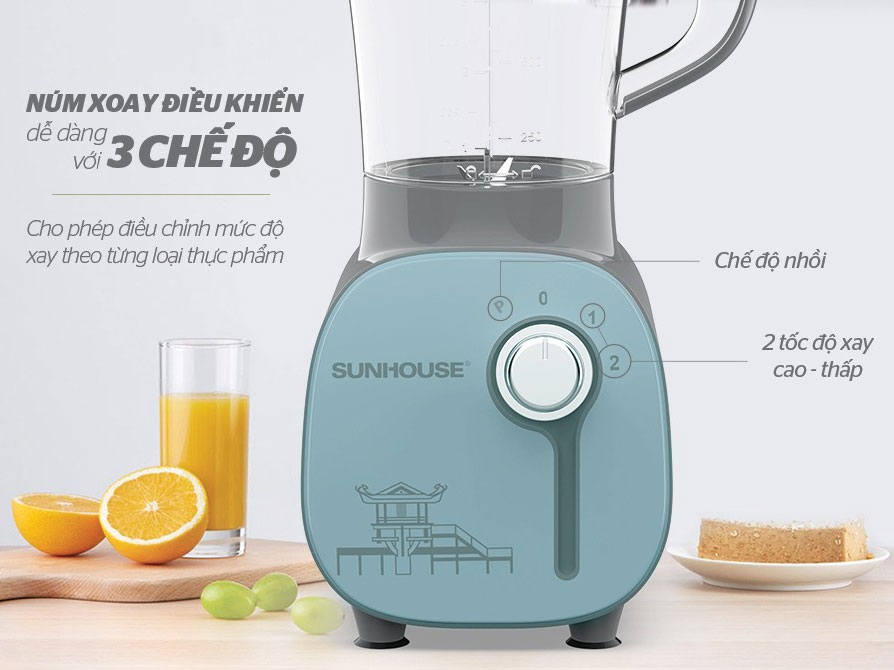 NÚM XOAY ĐIỀU KHIỂN
dễ dàng
với 3 CHẾ ĐỘ
Cho phép điều chỉnh mức độ
xay theo từng loại thực phẩm
250
Chế độ nhồi
P 0 1
2
SUNHOUSE®
2 tốc độ xay
cao - thấp